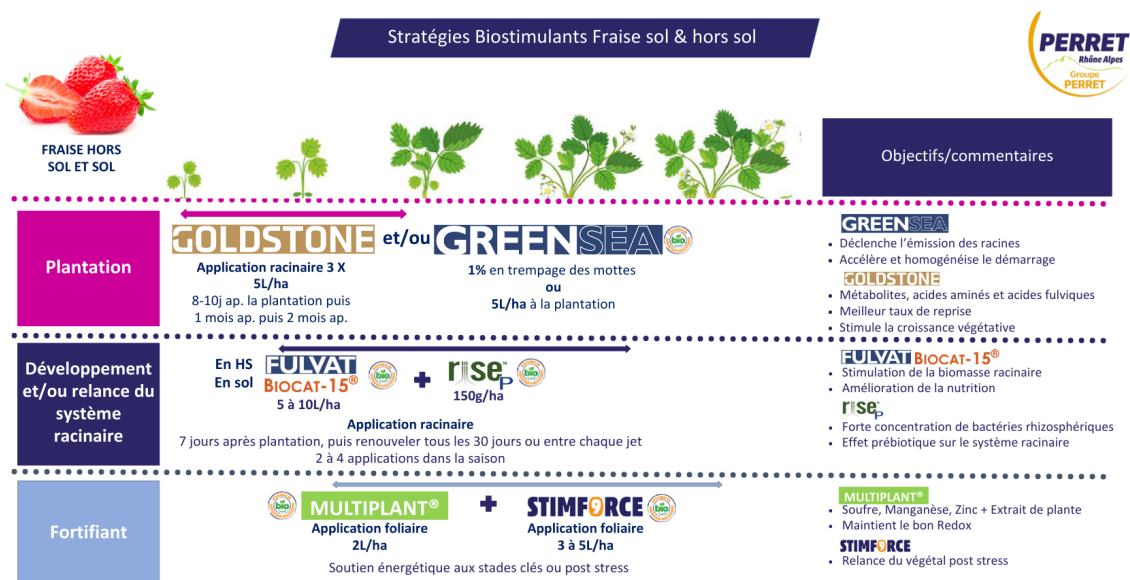 Stratégies Biostimulants Fraise sol & hors sol
PERRET
Rhône Alpes
Groupe
PERRET
FRAISE HORS
SOL ET SOL
Objectifs/commentaires
Plantation
GOLDSTONE et/ou GREENSEA bio
Application racinaire 3 X
5L/ha
8-10j ap. la plantation puis
1 mois ap. puis 2 mois ap.
1% en trempage des mottes
ou
5L/ha à la plantation
GREENSEA
• Déclenche l’émission des racines
• Accélère et homogénéise le démarrage
GOLDSTONE
• Métabolites, acides aminés et acides fulviques
• Meilleur taux de reprise
• Stimule la croissance végétative
Développement
et/ou relance du
système
racinaire
En HS FULVAT
En sol BIOCAT-15®
bio
5 à 10L/ha
+
rise P™
bio
150g/ha
Application racinaire
7 jours après plantation, puis renouveler tous les 30 jours ou entre chaque jet
2 à 4 applications dans la saison
FULVAT BIOCAT-15®
• Stimulation de la biomasse racinaire
• Amélioration de la nutrition
rise P
• Forte concentration de bactéries rhizosphériques
• Effet prébiotique sur le système racinaire
Fortifiant
bio MULTIPLANT®
Application foliaire
2L/ha
+
STIMFORCE bio
Application foliaire
3 à 5L/ha
Soutien énergétique aux stades clés ou post stress
MULTIPLANT®
• Soufre, Manganèse, Zinc + Extrait de plante
• Maintient le bon Redox
STIMFORCE
• Relance du végétal post stress